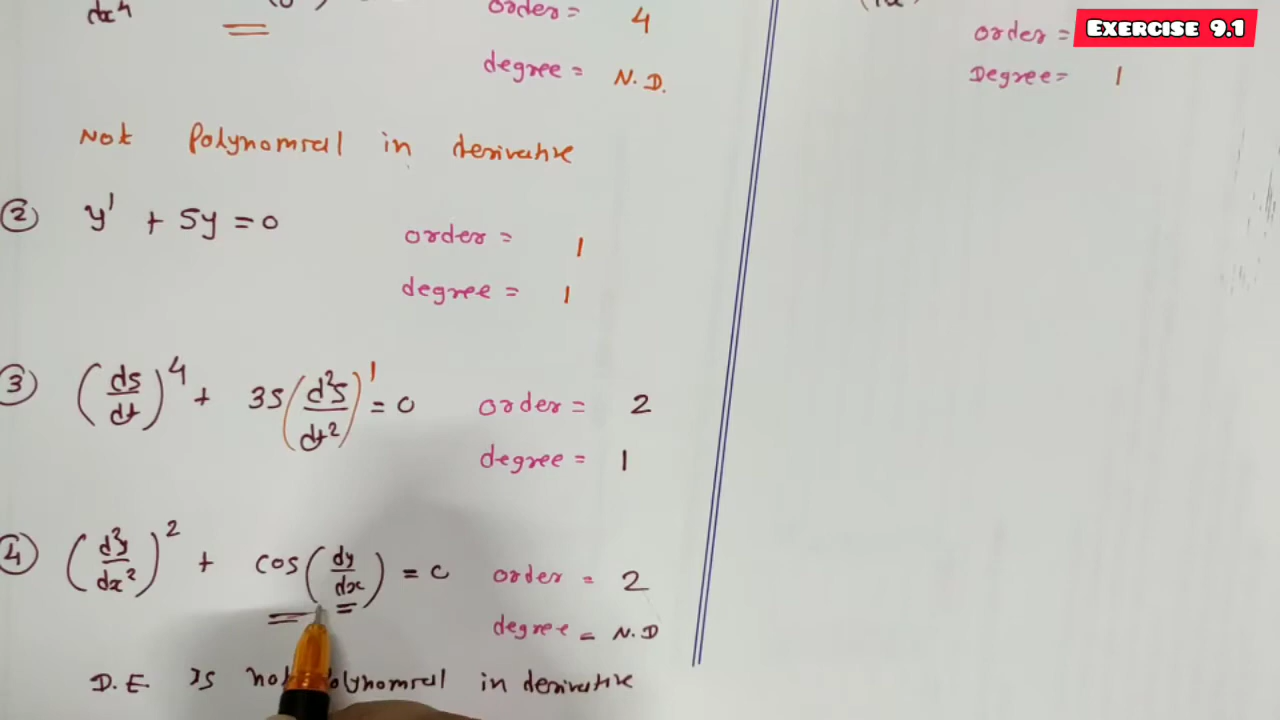 dx⁴
order = 4
degree = N.D.
Not Polynomial in derivative
② y' + 5y = 0
order = 1
degree = 1
③ (ds/dt)⁴ + 3s(d²s/dt²)¹ = 0
order = 2
degree = 1
④ (d²y/dx²)² + cos(dy/dx) = 0
order = 2
degree = N.D
D.E. Is not Polynomial in derivative
EXERCISE 9.1
order =
Degree = 1